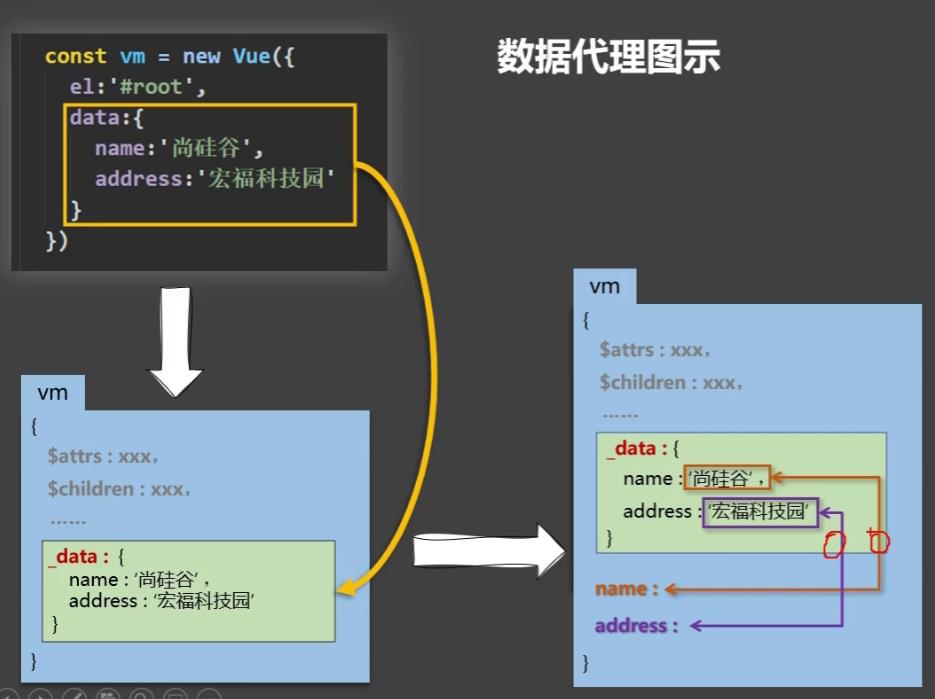 数据代理图示
const vm = new Vue({
el:'#root',
data:{
name:'尚硅谷',
address:'宏福科技园'
}
})
vm
{
$attrs : xxx,
$children : xxx,
......
_data : {
name : '尚硅谷' ,
address : '宏福科技园'
}
}
vm
{
$attrs : xxx,
$children : xxx,
......
_data : {
name : '尚硅谷' ,
address : '宏福科技园'
}
name :
address :
}